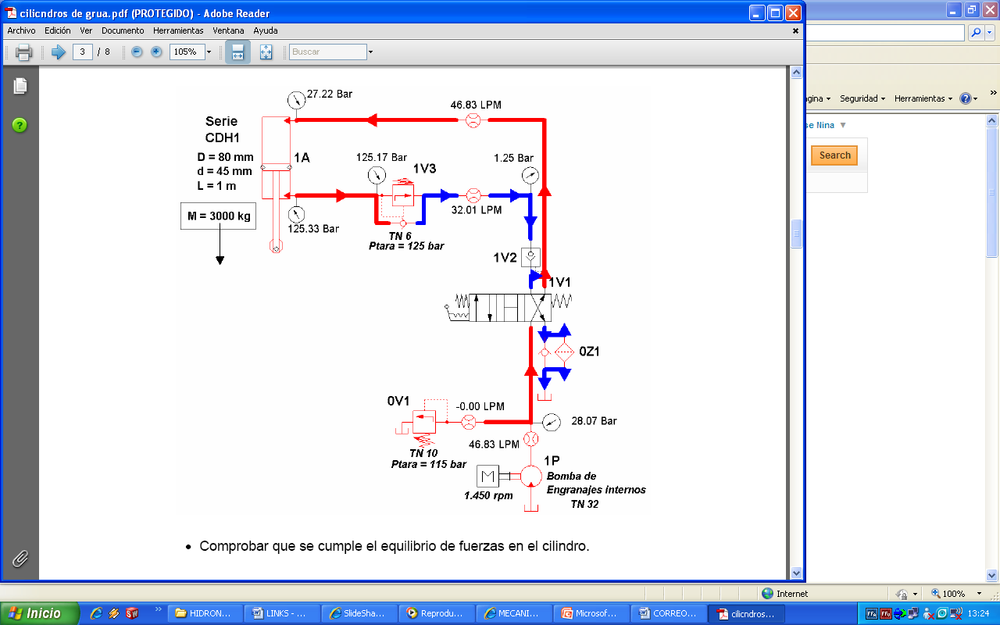 cilicndros de grua.pdf (PROTEGIDO) - Adobe Reader
Archivo Edición Ver Documento Herramientas Ventana Ayuda
3 / 8 105% Buscar
Seguridad Herramientas
Nina
Search
27.22 Bar
46.83 LPM
Serie
CDH1
D = 80 mm
d = 45 mm
L = 1 m
1A
125.17 Bar
1V3
1.25 Bar
M = 3000 kg
32.01 LPM
125.33 Bar
TN 6
Ptara = 125 bar
1V2
1V1
0Z1
0V1
-0.00 LPM
28.07 Bar
46.83 LPM
TN 10
Ptara = 115 bar
1P
M
1.450 rpm
Bomba de
Engranajes internos
TN 32
• Comprobar que se cumple el equilibrio de fuerzas en el cilindro.
Internet 100%
Inicio HIDRON... LINKS - ... SlideSha... Reprodu... MECANI... Microsof... CORREO... cilicndros... 13:24